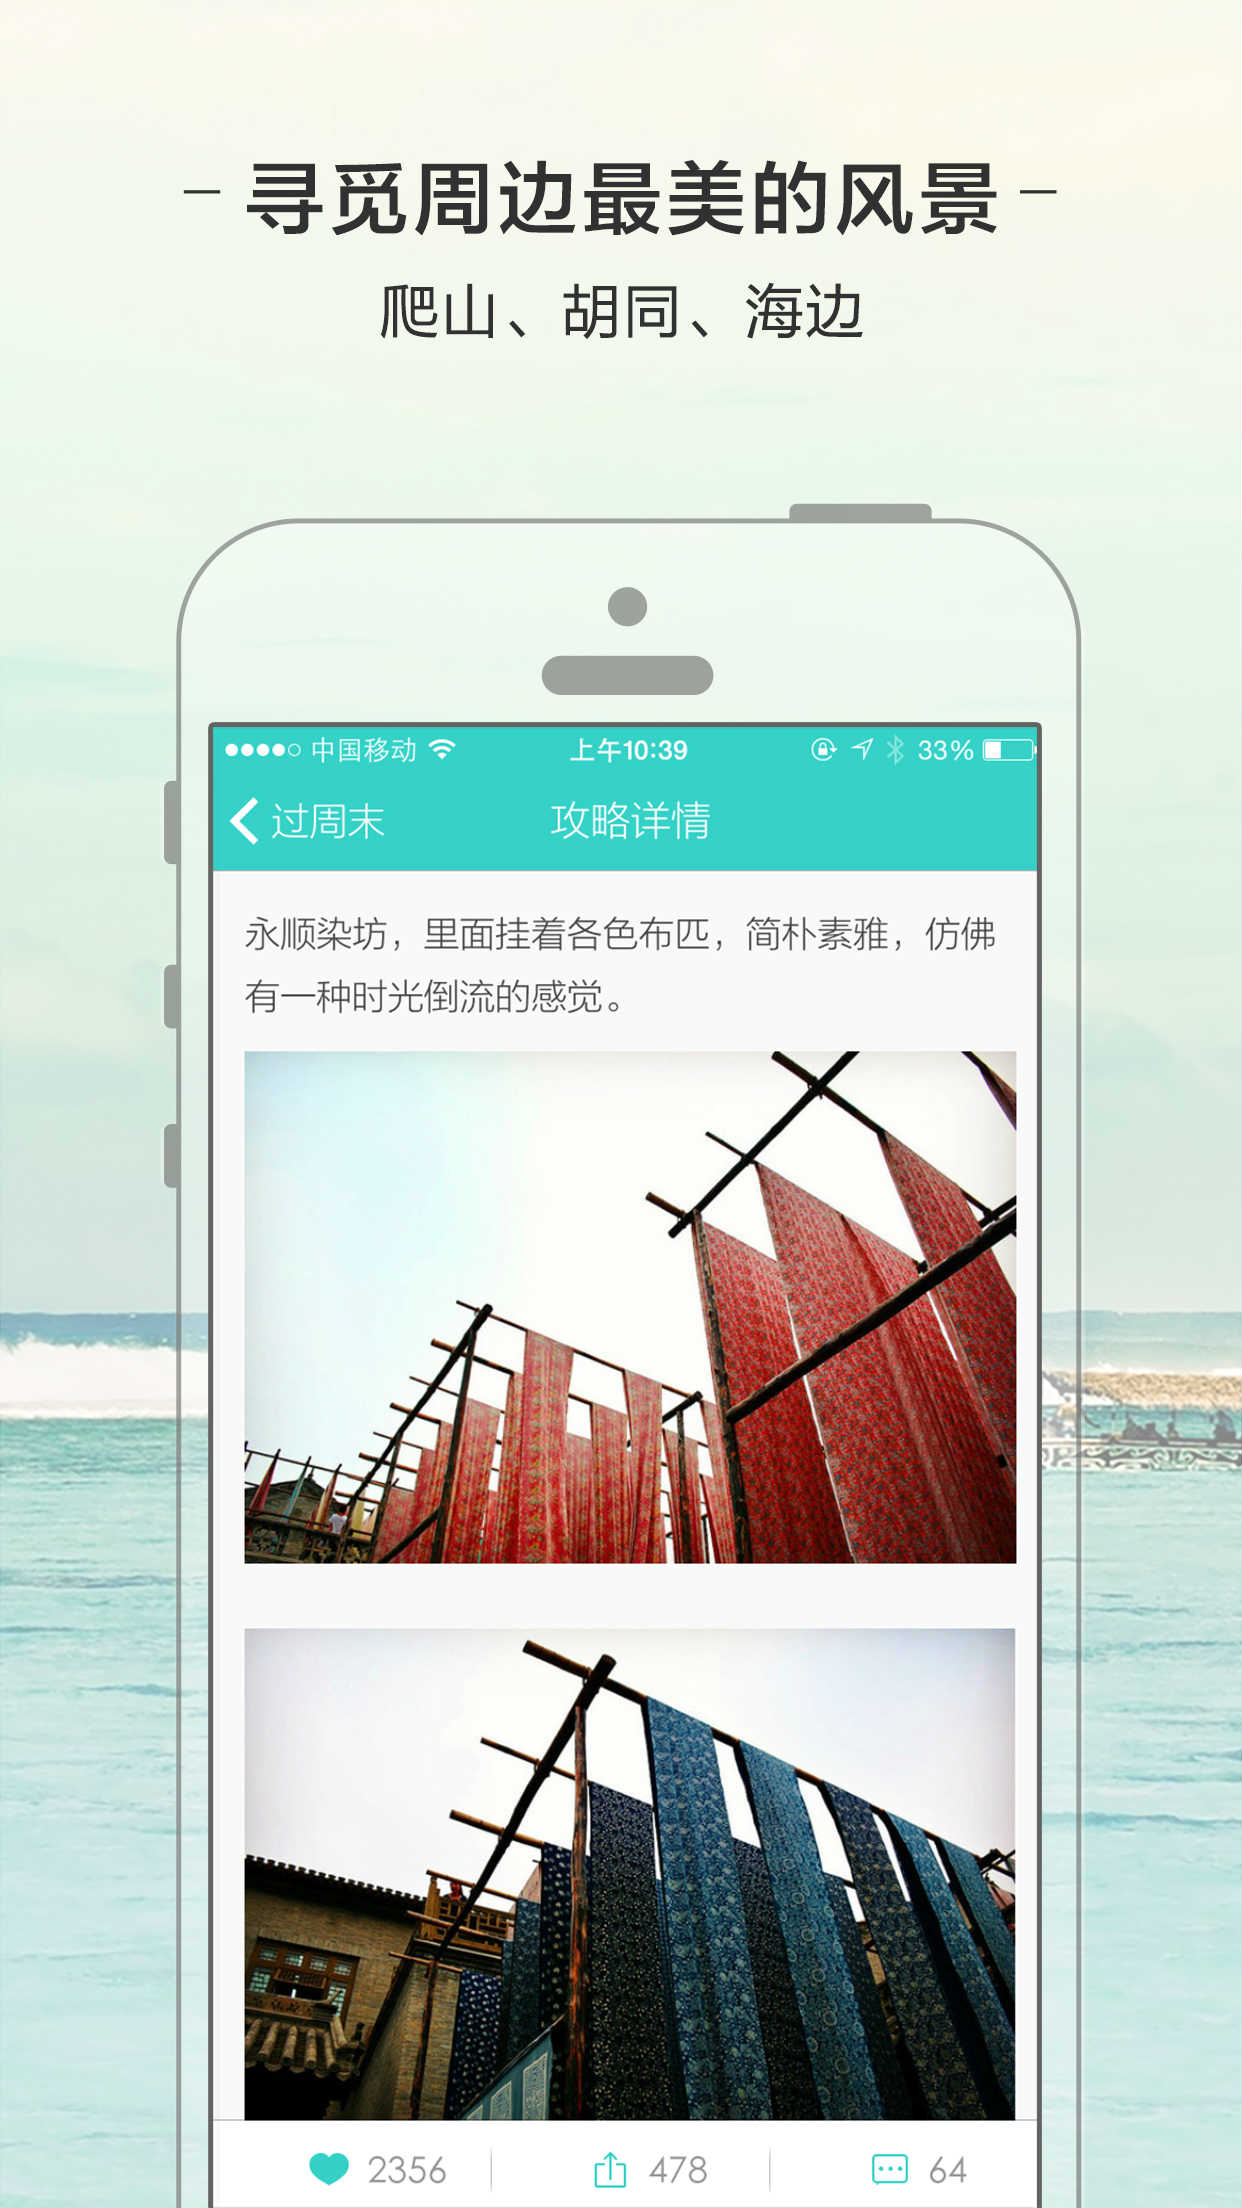 寻觅周边最美的风景
爬山、胡同、海边
中国移动 上午10:39 33%
过周末 攻略详情
永顺染坊，里面挂着各色布匹，简朴素雅，仿佛
有一种时光倒流的感觉。
2356 478 64